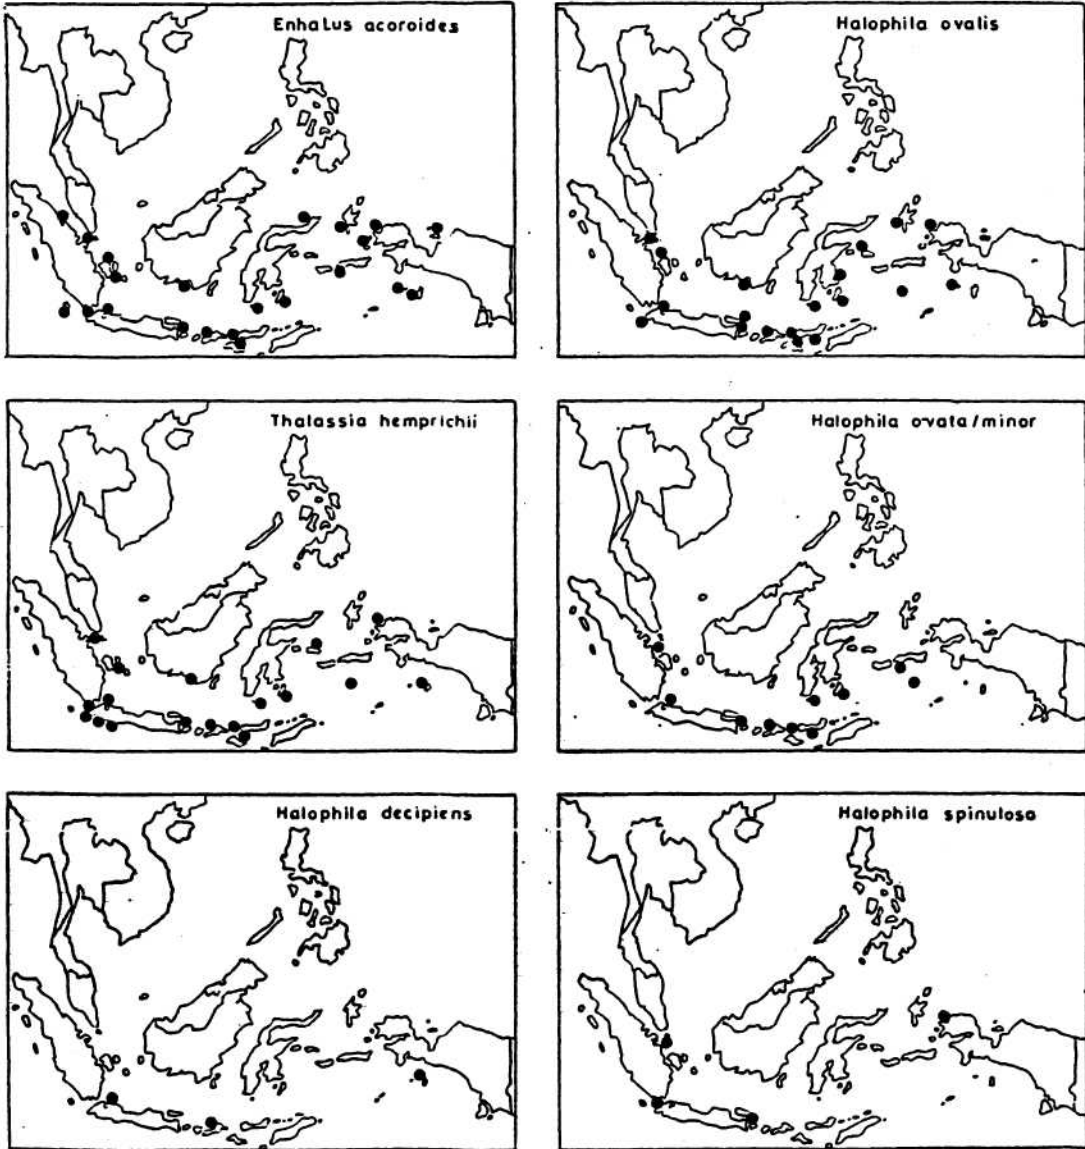 Enhalus acoroides
Halophila ovalis
Thalassia hemprichii
Halophila ovata/minor
Halophila decipiens
Halophila spinulosa